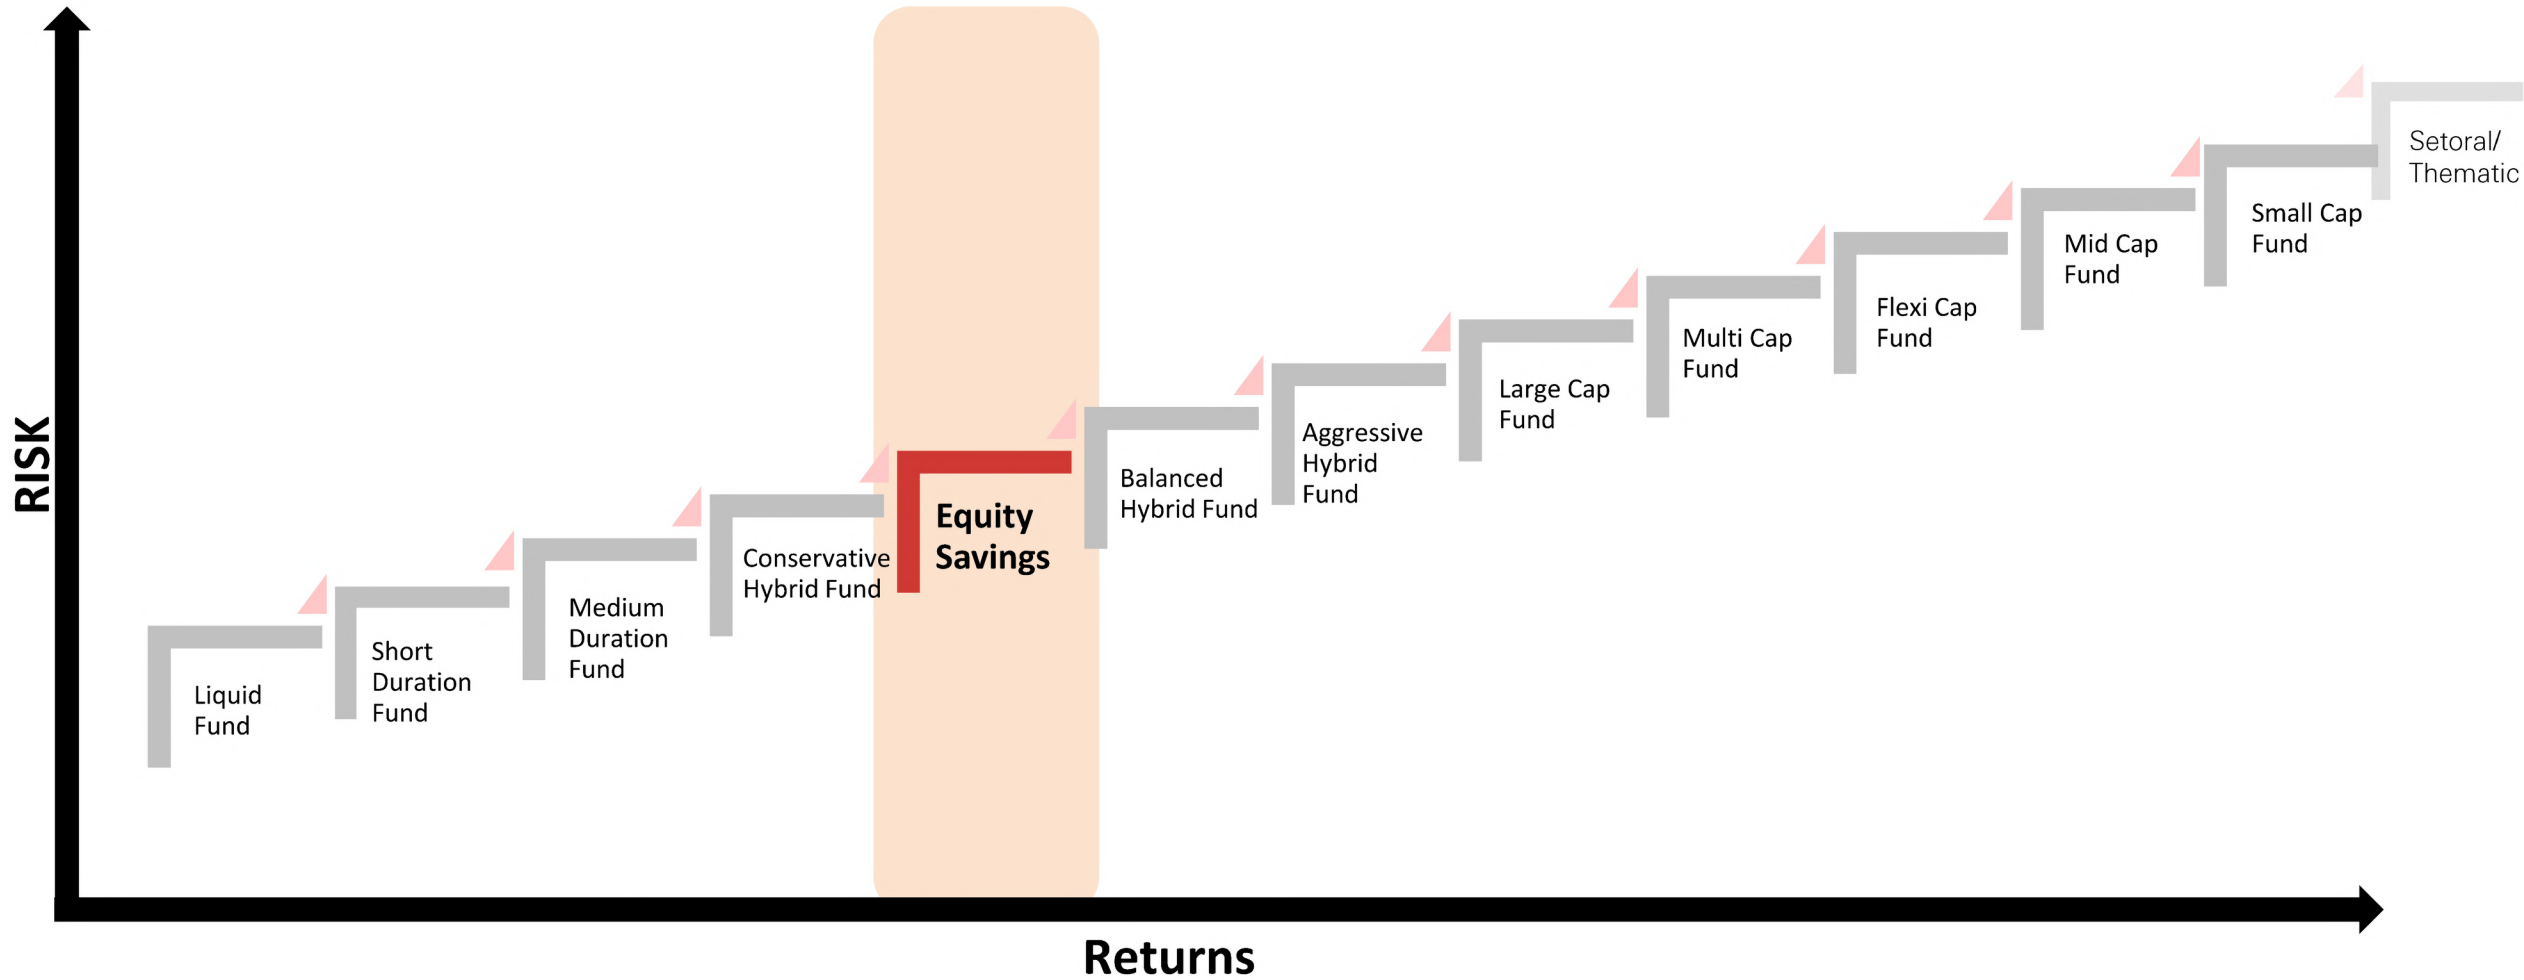 RISK
Liquid
Fund
Short
Duration
Fund
Medium
Duration
Fund
Conservative
Hybrid Fund
Equity
Savings
Balanced
Hybrid Fund
Aggressive
Hybrid
Fund
Large Cap
Fund
Multi Cap
Fund
Flexi Cap
Fund
Mid Cap
Fund
Small Cap
Fund
Setoral/
Thematic
Returns